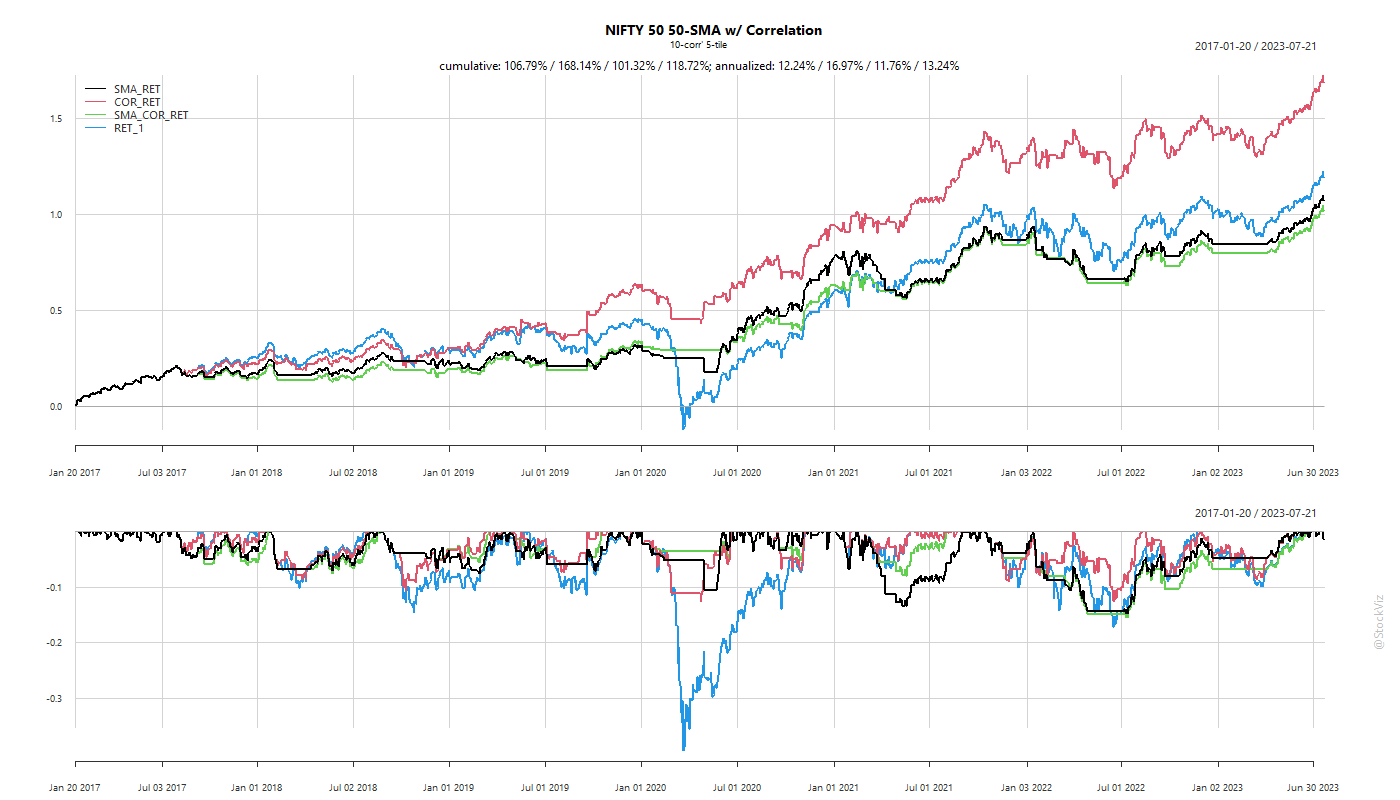 NIFTY 50 50-SMA w/ Correlation
10-corr' 5-tile
2017-01-20 / 2023-07-21
cumulative: 106.79% / 168.14% / 101.32% / 118.72%; annualized: 12.24% / 16.97% / 11.76% / 13.24%
SMA_RET
COR_RET
SMA_COR_RET
RET_1
1.5
1.0
0.5
0.0
Jan 20 2017 Jul 03 2017 Jan 01 2018 Jul 02 2018 Jan 01 2019 Jul 01 2019 Jan 01 2020 Jul 01 2020 Jan 01 2021 Jul 01 2021 Jan 03 2022 Jul 01 2022 Jan 02 2023 Jun 30 2023
2017-01-20 / 2023-07-21
-0.1
-0.2
-0.3
Jan 20 2017 Jul 03 2017 Jan 01 2018 Jul 02 2018 Jan 01 2019 Jul 01 2019 Jan 01 2020 Jul 01 2020 Jan 01 2021 Jul 01 2021 Jan 03 2022 Jul 01 2022 Jan 02 2023 Jun 30 2023
@StockViz